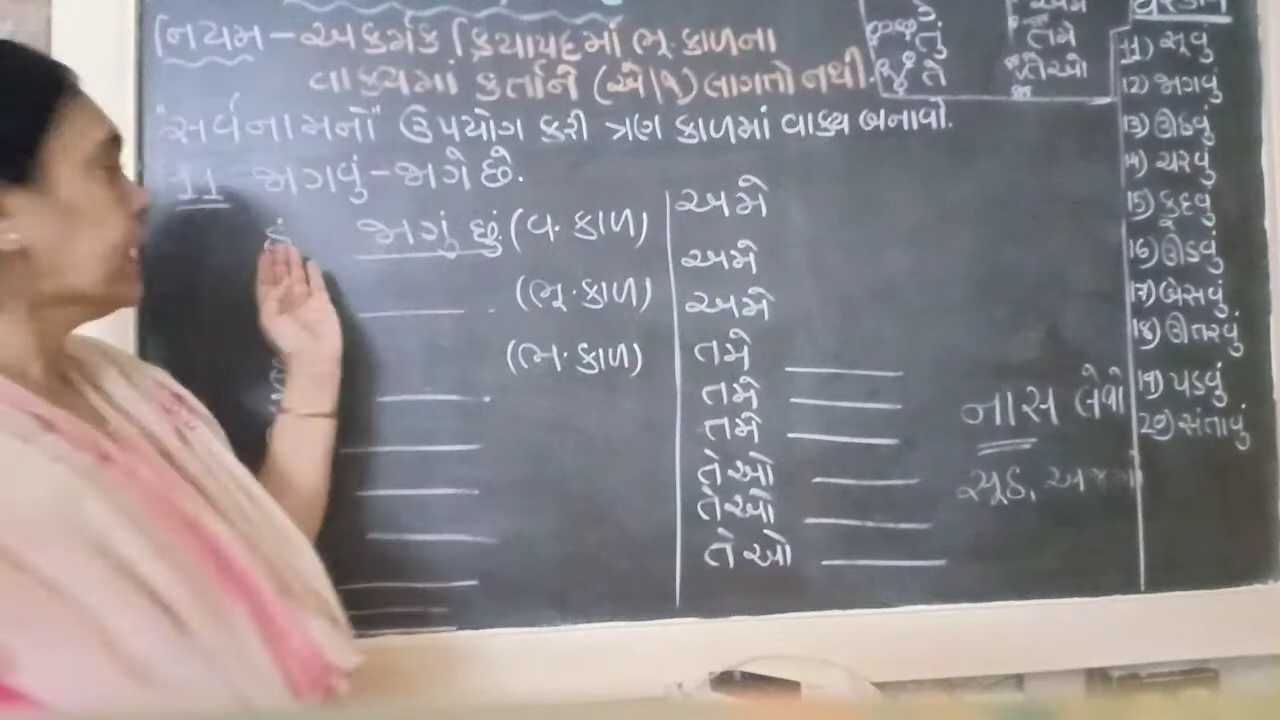 નિયમ - અકર્મક ક્રિયાપદમાં ભૂ.કાળના
વાક્યમાં કર્તાને (એ/૧) લાગતો નથી.
"સર્વનામનો" ઉપયોગ કરી ત્રણ કાળમાં વાક્ય બનાવો.
11 જાગવું - જાગે છે.
હું જાગું છું. (વ. કાળ)
(ભૂ. કાળ)
(ભ. કાળ)
અમે
અમે
અમે
તમે
તમે
તમે
તેઓ
તેઓ
તેઓ
નાસ લેવો
સૂઠ,
તું
તે
અમે
તમે
તેઓ
11) સૂવું
12) જાગવું
13) ઊઠવું
14) ચરવું
15) કૂદવું
16) ઊડવું
17) બેસવું
18) ઊતરવું
19) પડવું
20) સંતાવું